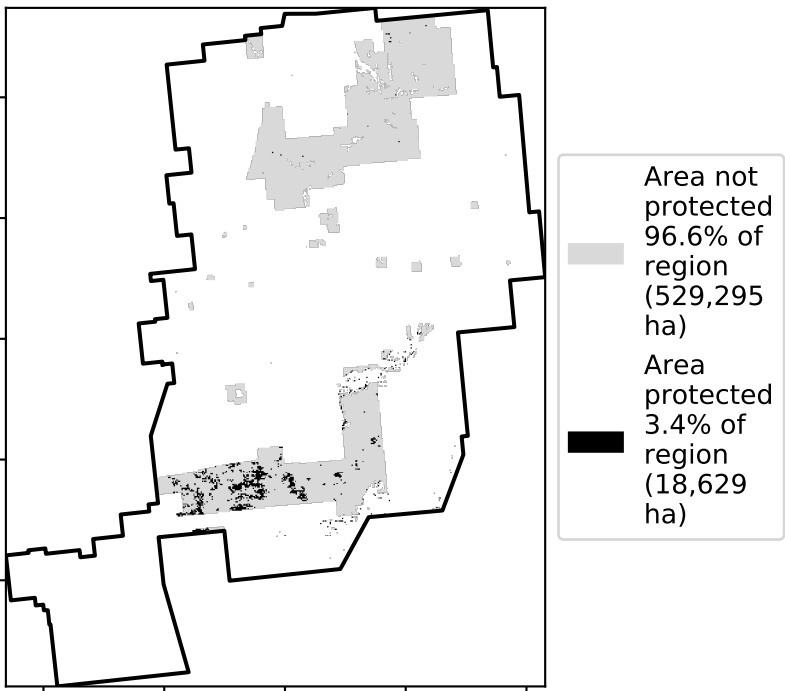 Area not
protected
96.6% of
region
(529,295
ha)
Area
protected
3.4% of
region
(18,629
ha)